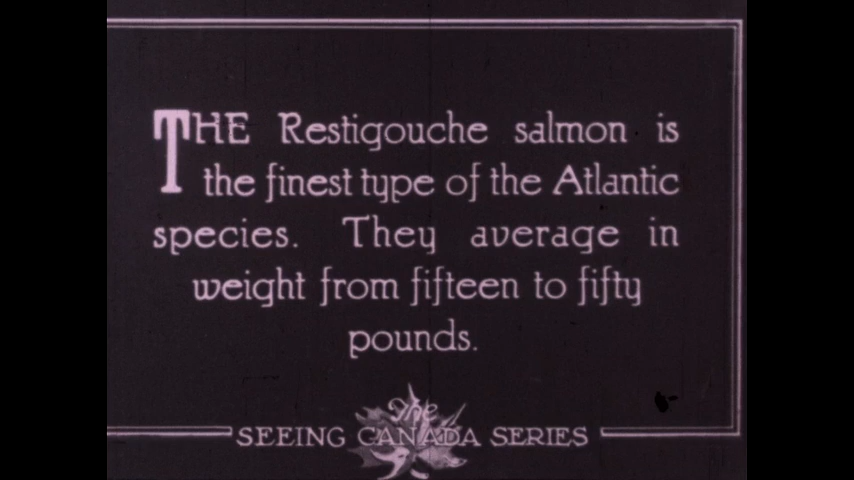 THE Restigouche salmon is
the finest type of the Atlantic
species. They average in
weight from fifteen to fifty
pounds.
The
SEEING CANADA SERIES